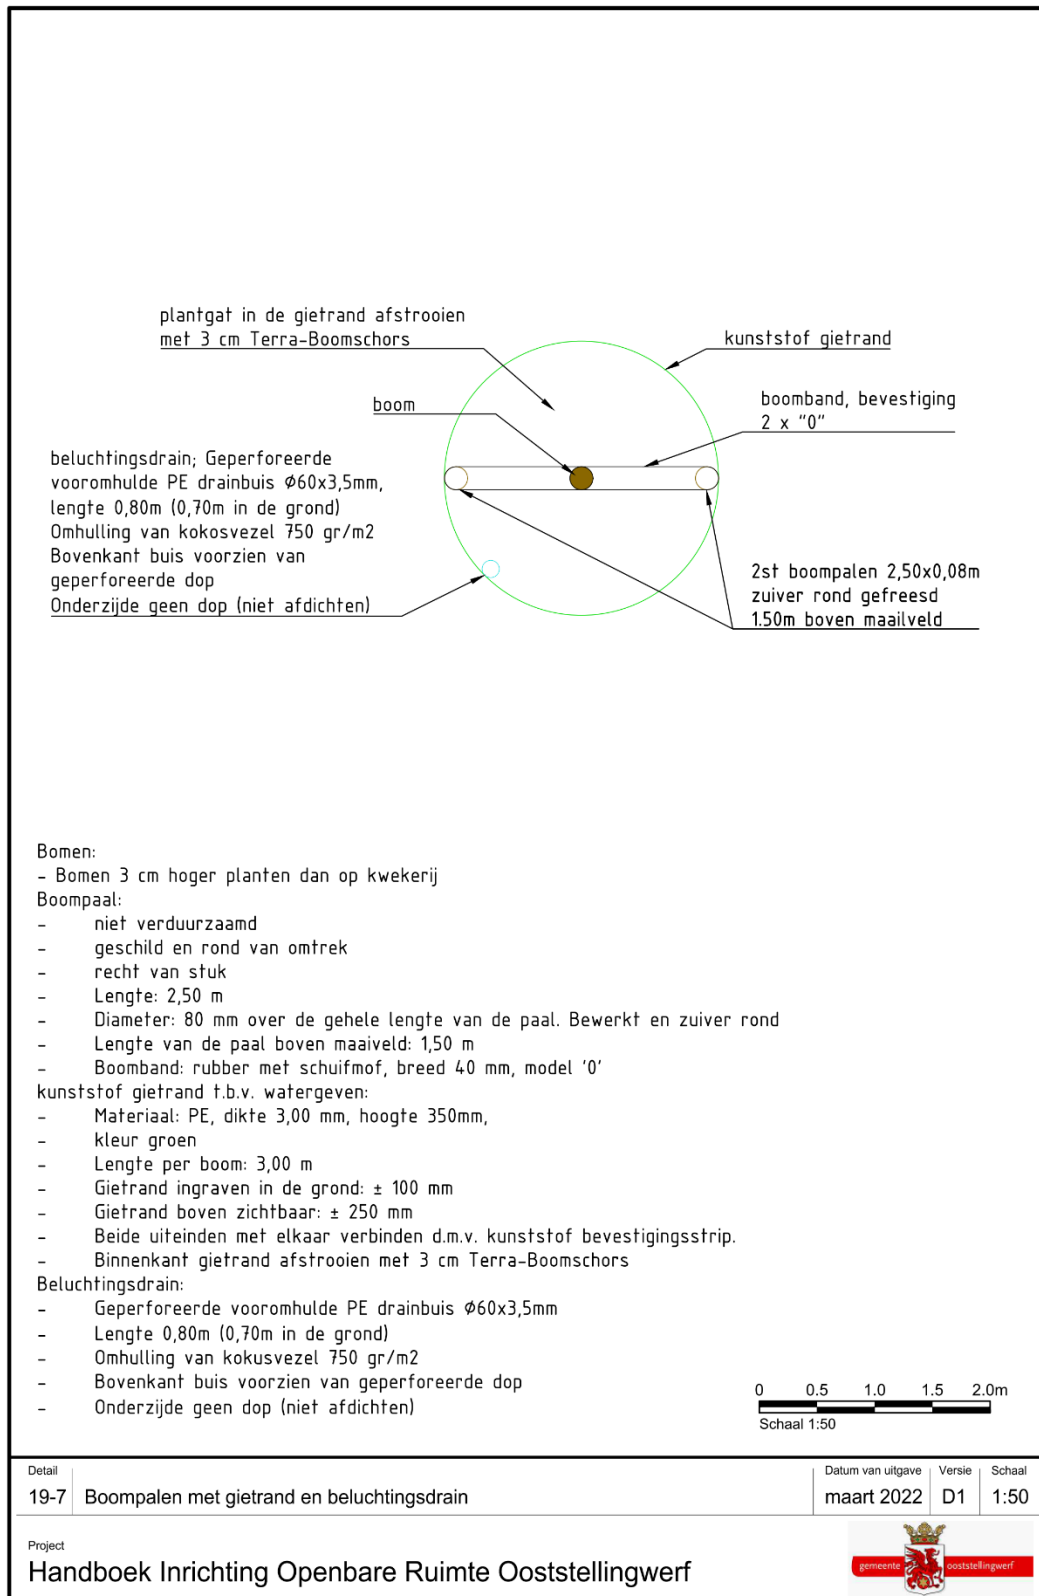 plantgat in de gietrand afstrooien
met 3 cm Terra-Boomschors
kunststof gietrand
boom
boomband, bevestiging
2 x "0"
beluchtingsdrain; Geperforeerde
vooromhulde PE drainbuis Ø60x3,5mm,
lengte 0,80m (0,70m in de grond)
Omhulling van kokosvezel 750 gr/m2
Bovenkant buis voorzien van
geperforeerde dop
Onderzijde geen dop (niet afdichten)
2st boompalen 2,50x0,08m
zuiver rond gefreesd
1.50m boven maailveld
Bomen:
- Bomen 3 cm hoger planten dan op kwekerij
Boompaal:
- niet verduurzaamd
- geschild en rond van omtrek
- recht van stuk
- Lengte: 2,50 m
- Diameter: 80 mm over de gehele lengte van de paal. Bewerkt en zuiver rond
- Lengte van de paal boven maaiveld: 1,50 m
- Boomband: rubber met schuifmof, breed 40 mm, model '0'
kunststof gietrand t.b.v. watergeven:
- Materiaal: PE, dikte 3,00 mm, hoogte 350mm,
- kleur groen
- Lengte per boom: 3,00 m
- Gietrand ingraven in de grond: ± 100 mm
- Gietrand boven zichtbaar: ± 250 mm
- Beide uiteinden met elkaar verbinden d.m.v. kunststof bevestigingsstrip.
- Binnenkant gietrand afstrooien met 3 cm Terra-Boomschors
Beluchtingsdrain:
- Geperforeerde vooromhulde PE drainbuis Ø60x3,5mm
- Lengte 0,80m (0,70m in de grond)
- Omhulling van kokusvezel 750 gr/m2
- Bovenkant buis voorzien van geperforeerde dop
- Onderzijde geen dop (niet afdichten)
0 0.5 1.0 1.5 2.0m
Schaal 1:50
Detail
19-7 Boompalen met gietrand en beluchtingsdrain
Datum van uitgave
maart 2022
Versie
D1
Schaal
1:50
Project
Handboek Inrichting Openbare Ruimte Ooststellingwerf
gemeente ooststellingwerf